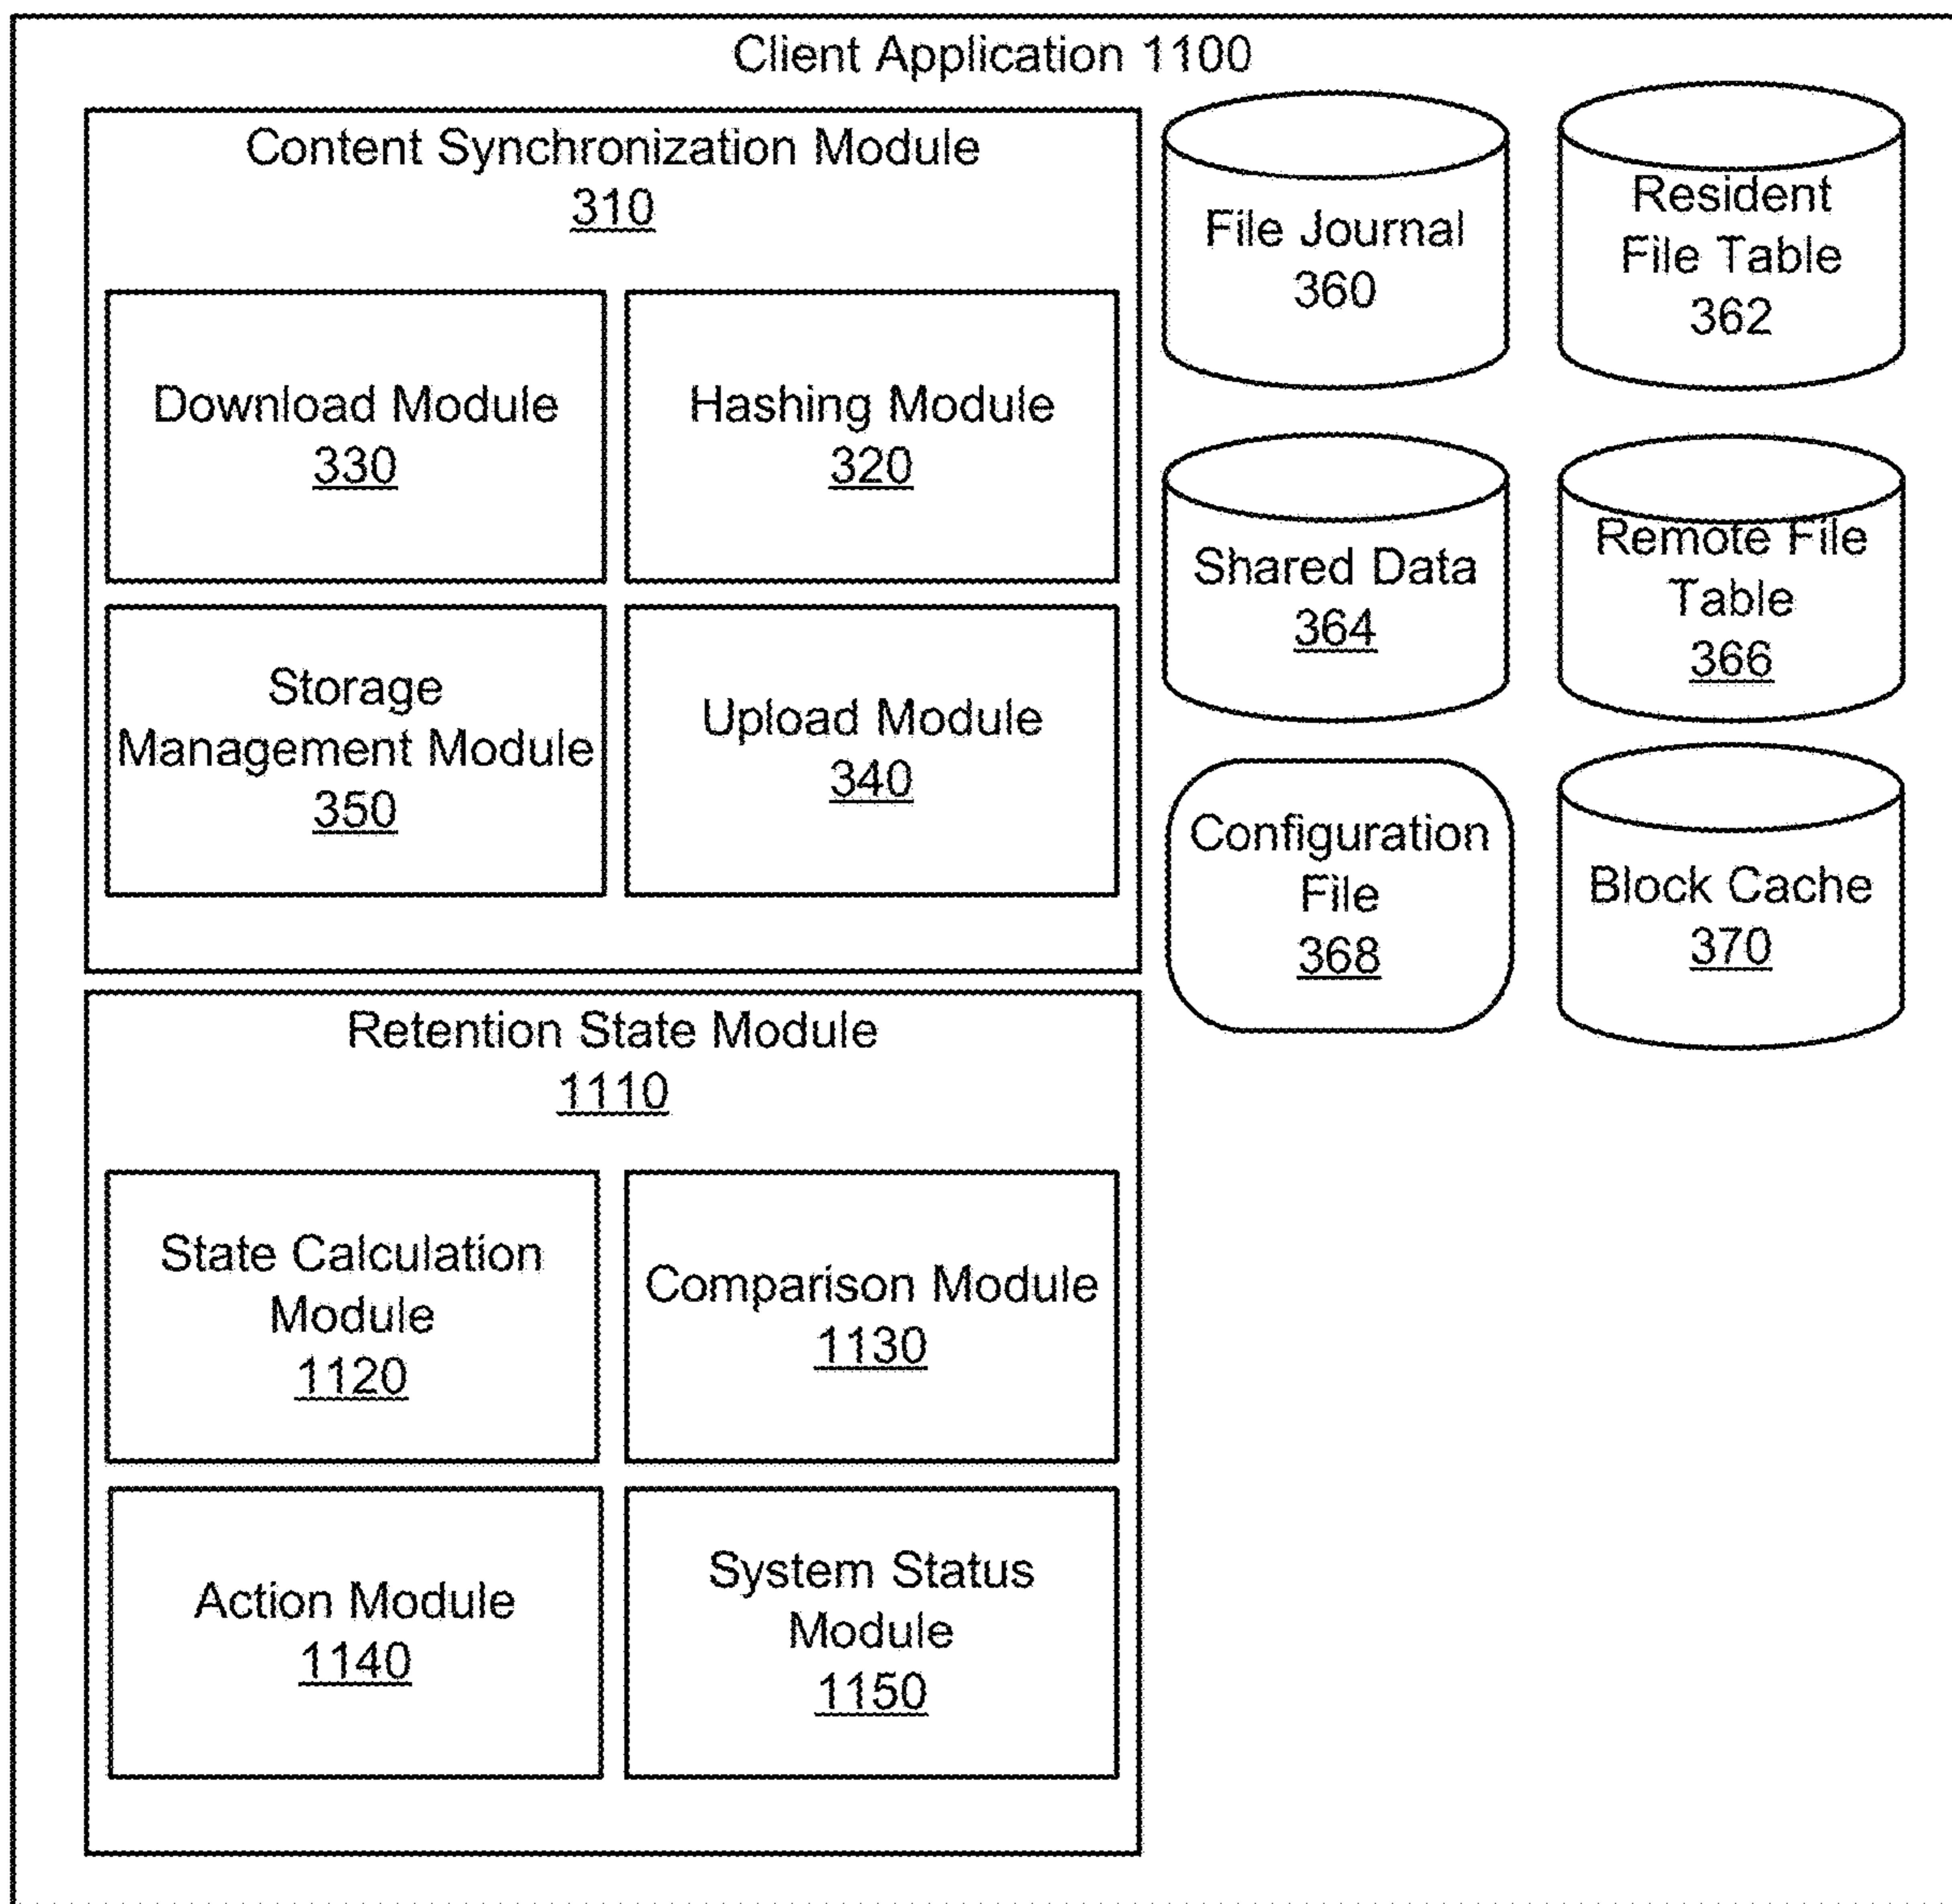 Client Application 1100
Content Synchronization Module
310
Download Module
330
Hashing Module
320
Storage
Management Module
350
Upload Module
340
File Journal
360
Resident
File Table
362
Shared Data
364
Remote File
Table
366
Configuration
File
368
Block Cache
370
Retention State Module
1110
State Calculation
Module
1120
Comparison Module
1130
Action Module
1140
System Status
Module
1150